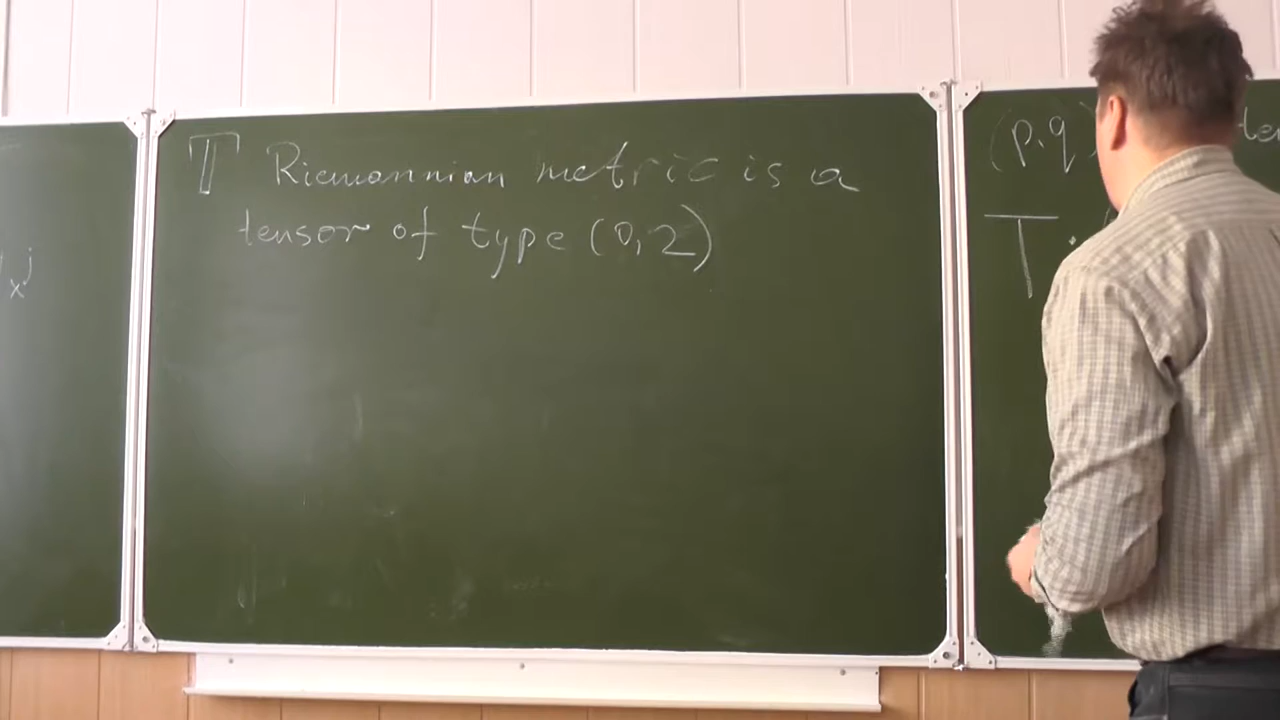 x^j
T Riemannian metric is a
tensor of type (0,2)
(p,q)
T